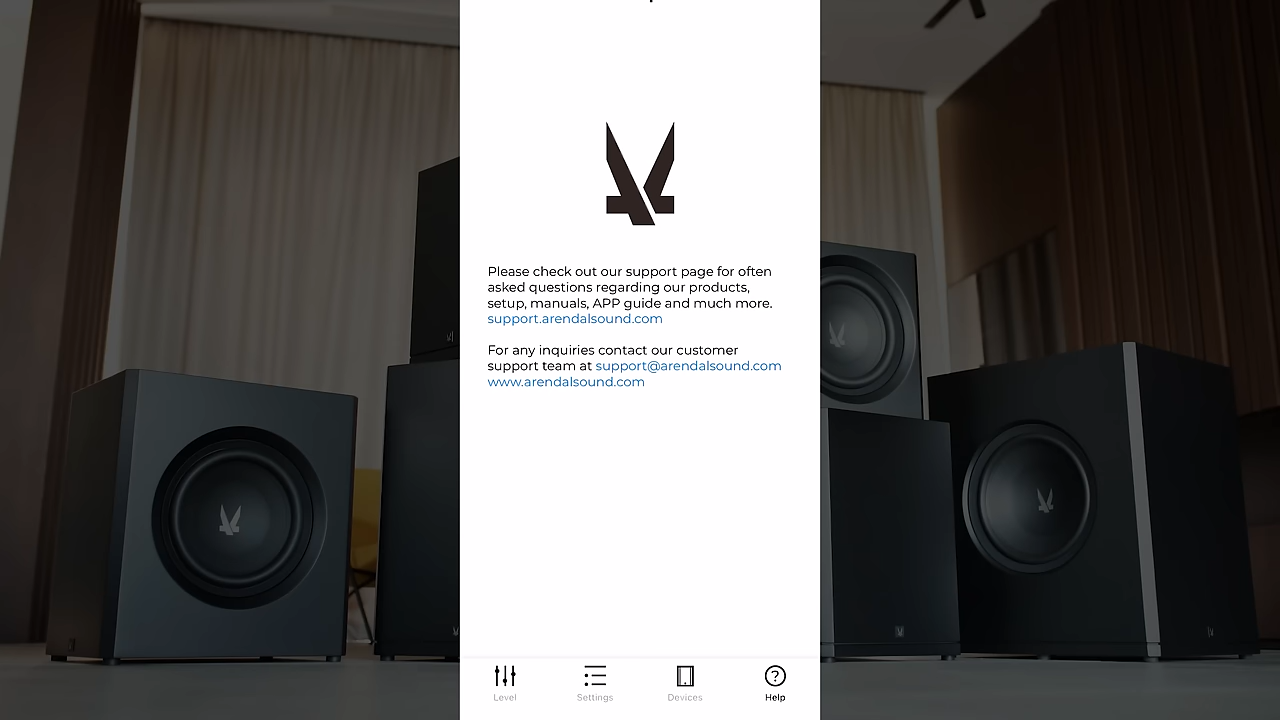 Please check out our support page for often
asked questions regarding our products,
setup, manuals, APP guide and much more.
support.arendalsound.com
For any inquiries contact our customer
support team at support@arendalsound.com
www.arendalsound.com
Level
Settings
Devices
Help